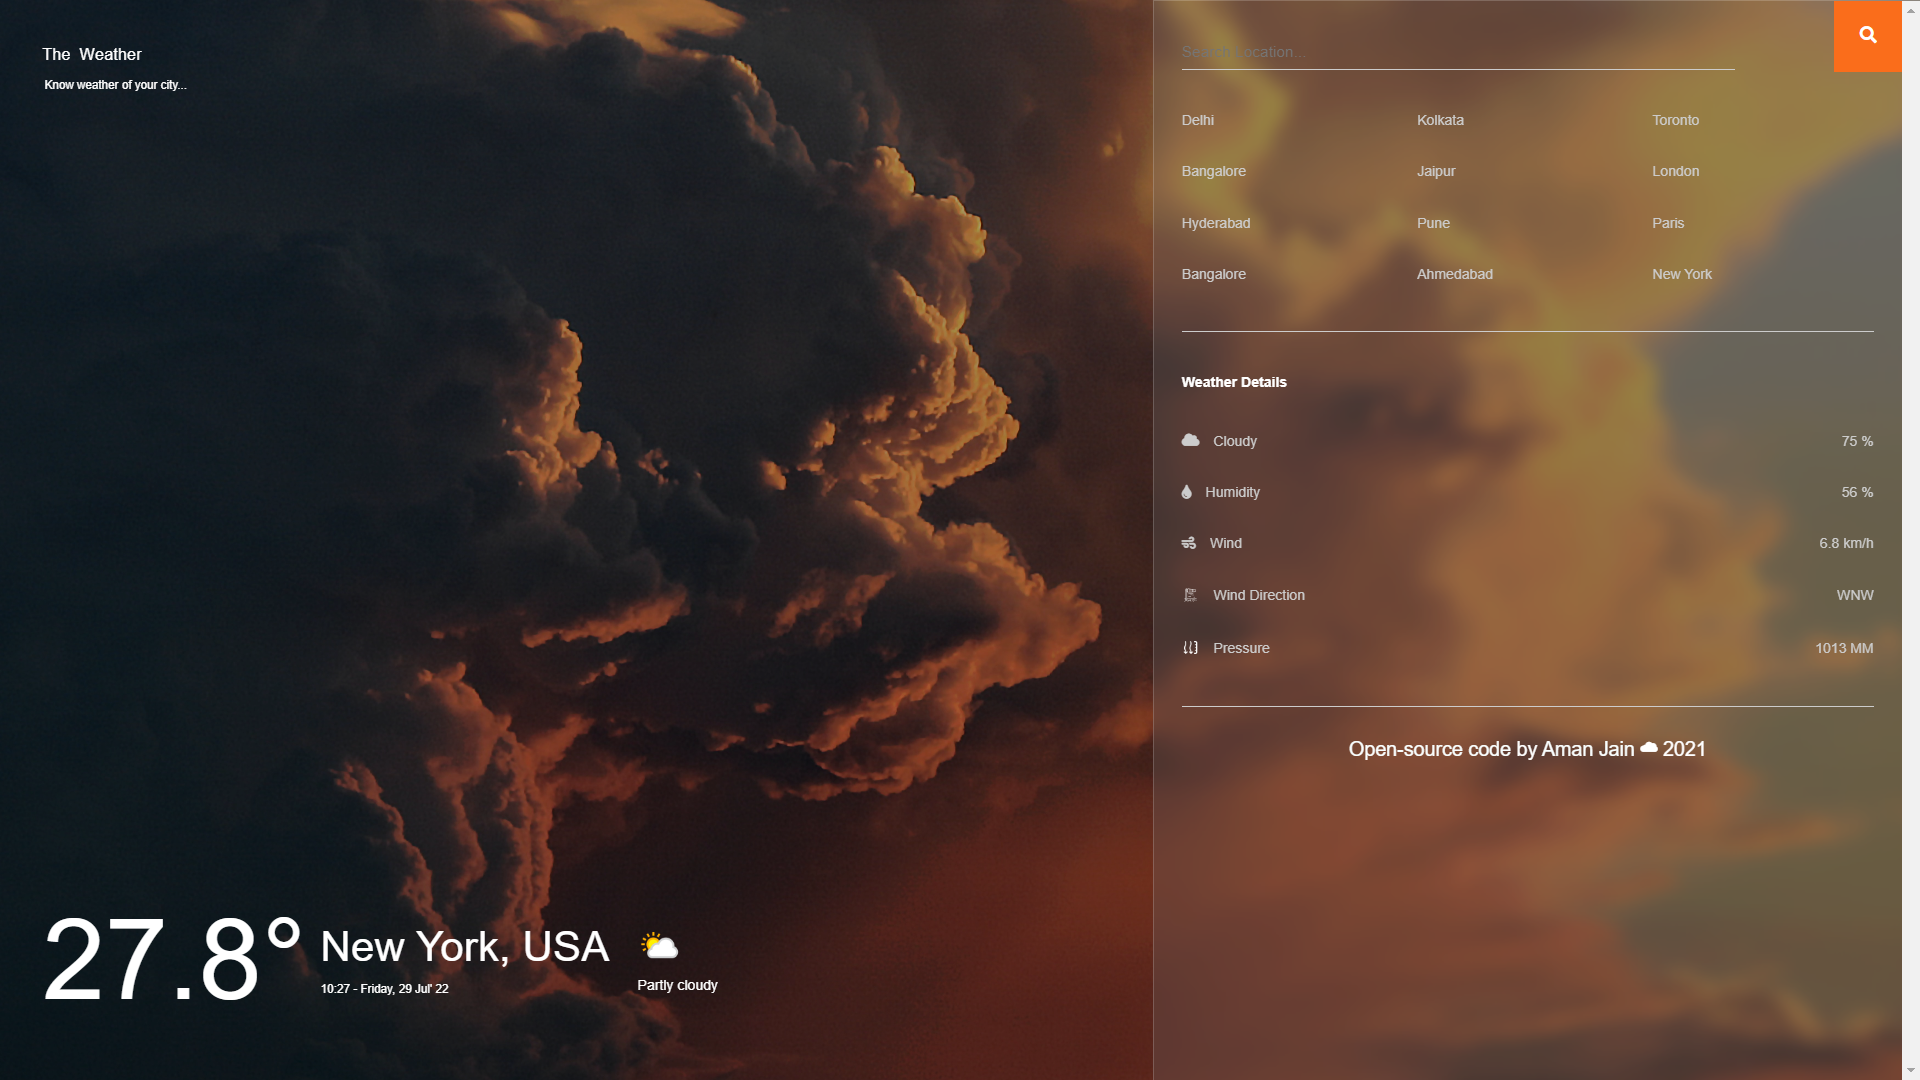 The Weather
Know weather of your city...
27.8°
New York, USA
10:27 - Friday, 29 Jul' 22
Partly cloudy
Search Location...
Delhi Kolkata Toronto
Bangalore Jaipur London
Hyderabad Pune Paris
Bangalore Ahmedabad New York
Weather Details
Cloudy 75 %
Humidity 56 %
Wind 6.8 km/h
Wind Direction WNW
Pressure 1013 MM
Open-source code by Aman Jain 2021